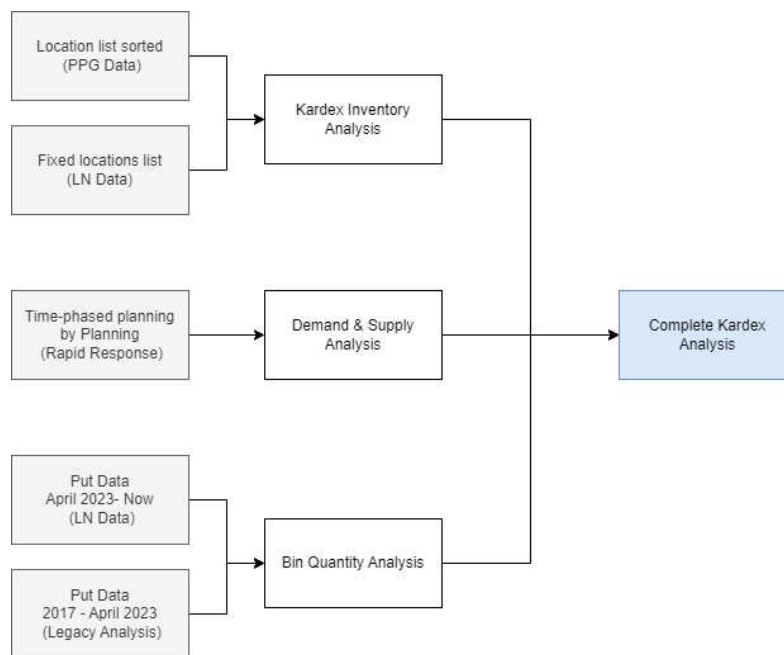 Location list sorted
(PPG Data)
Kardex Inventory
Analysis
Fixed locations list
(LN Data)
Time-phased planning
by Planning
(Rapid Response)
Demand & Supply
Analysis
Complete Kardex
Analysis
Put Data
April 2023- Now
(LN Data)
Bin Quantity Analysis
Put Data
2017 - April 2023
(Legacy Analysis)